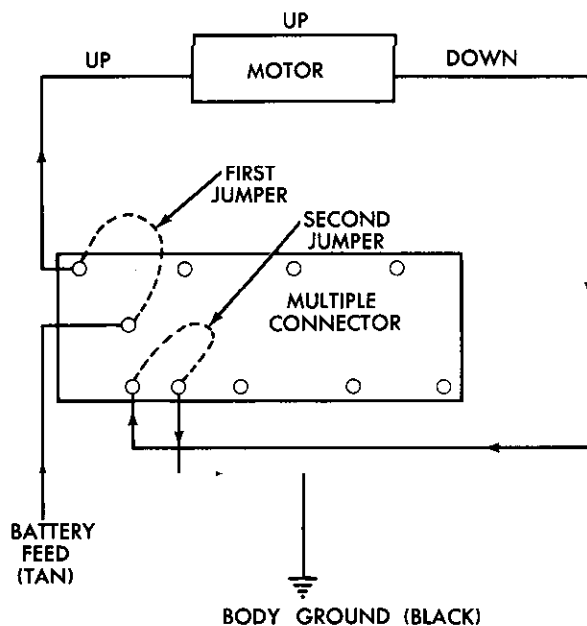 UP
UP
MOTOR
DOWN
FIRST
JUMPER
SECOND
JUMPER
MULTIPLE
CONNECTOR
BATTERY
FEED
(TAN)
BODY GROUND (BLACK)